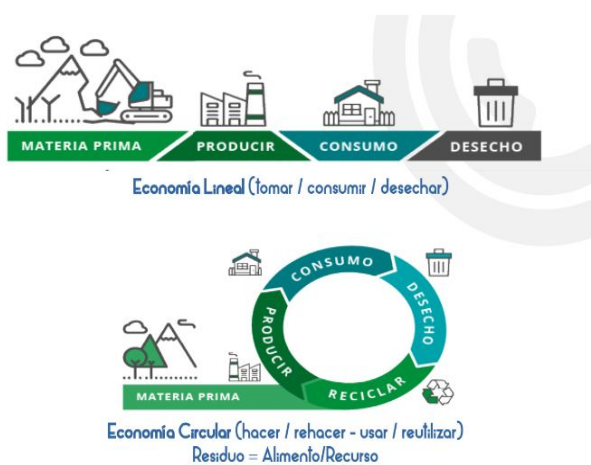 MATERIA PRIMA PRODUCIR CONSUMO DESECHO
Economía Lineal (tomar / consumir / desechar)
CONSUMO
DESECHO
PRODUCIR
RECICLAR
MATERIA PRIMA
Economía Circular (hacer / rehacer - usar / reutilizar)
Residuo = Alimento/Recurso